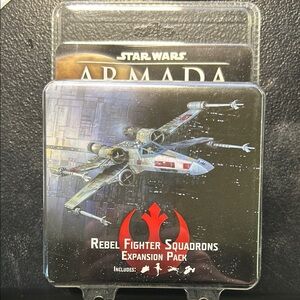 STAR WARS
ARMADA
REBEL FIGHTER SQUADRONS
EXPANSION PACK
INCLUDES: